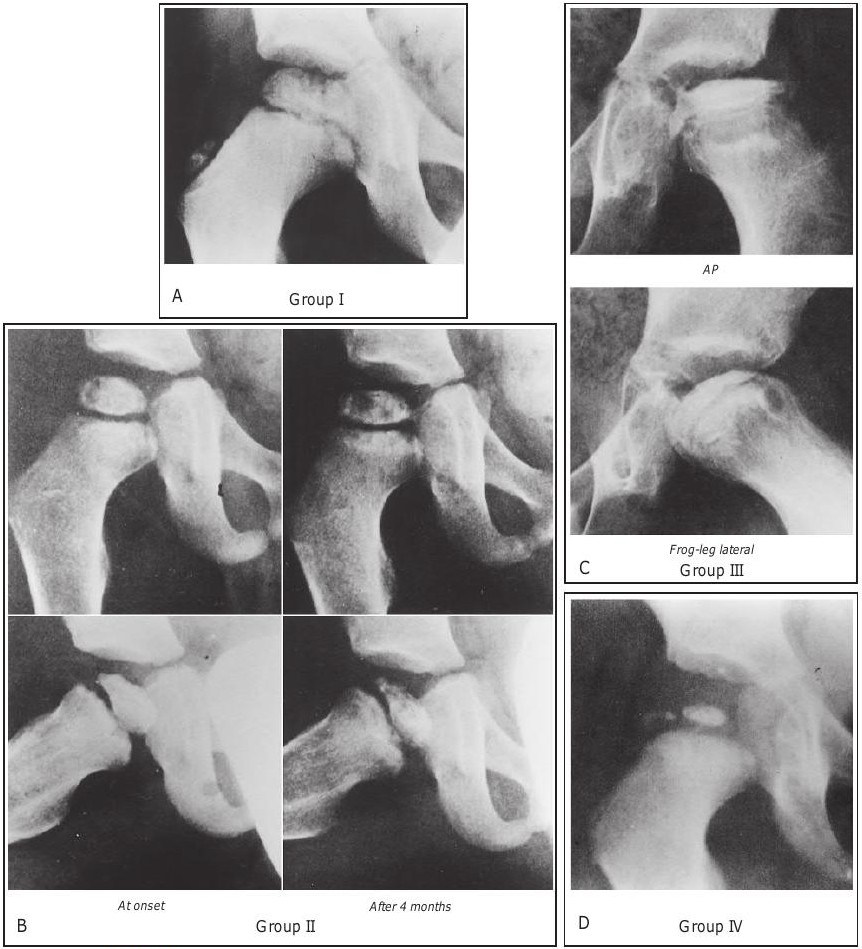 A
Group I
AP
Frog-leg lateral
C
Group III
At onset
After 4 months
B
Group II
D
Group IV